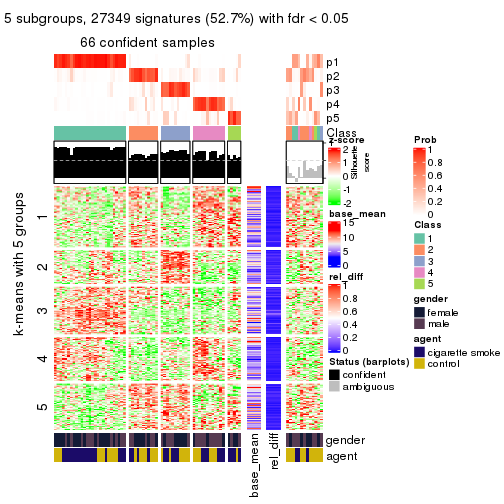 5 subgroups, 27349 signatures (52.7%) with fdr < 0.05
66 confident samples
p1
p2
p3
p4
p5
Class
z-score
2
1
0
-1
-2
Silhouette
score
base_mean
15
10
5
0
rel_diff
1
0.8
0.6
0.4
0.2
0
Status (barplots)
confident
ambiguous
Prob
1
0.8
0.6
0.4
0.2
0
Class
1
2
3
4
5
gender
female
male
agent
cigarette smoke
control
k-means with 5 groups
1
2
3
4
5
gender
agent
base_mean
rel_diff